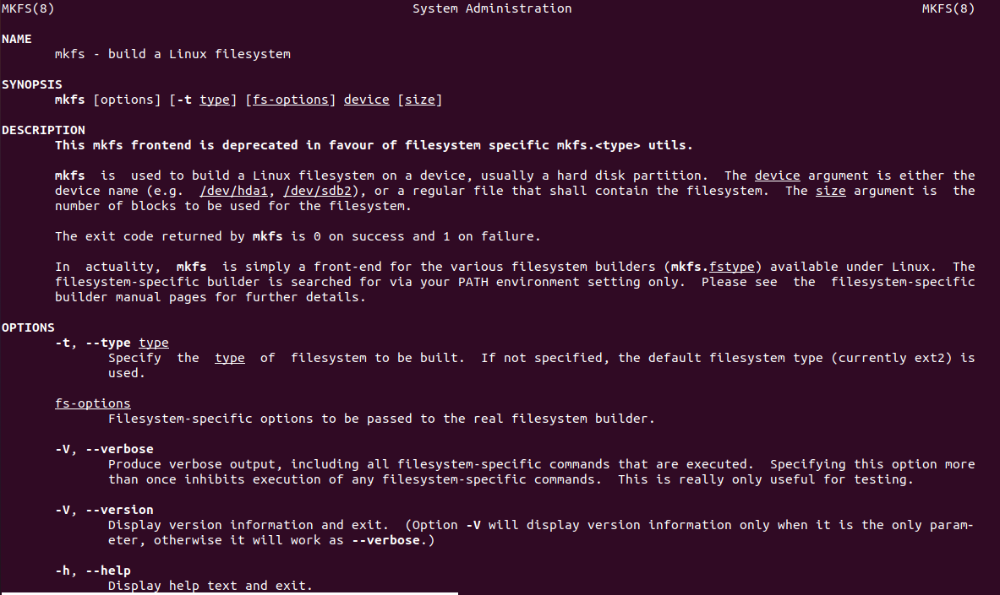 MKFS(8) System Administration MKFS(8)
NAME
mkfs - build a Linux filesystem
SYNOPSIS
mkfs [options] [-t type] [fs-options] device [size]
DESCRIPTION
This mkfs frontend is deprecated in favour of filesystem specific mkfs.<type> utils.
mkfs is used to build a Linux filesystem on a device, usually a hard disk partition. The device argument is either the
device name (e.g. /dev/hda1, /dev/sdb2), or a regular file that shall contain the filesystem. The size argument is the
number of blocks to be used for the filesystem.
The exit code returned by mkfs is 0 on success and 1 on failure.
In actuality, mkfs is simply a front-end for the various filesystem builders (mkfs.fstype) available under Linux. The
filesystem-specific builder is searched for via your PATH environment setting only. Please see the filesystem-specific
builder manual pages for further details.
OPTIONS
-t, --type type
Specify the type of filesystem to be built. If not specified, the default filesystem type (currently ext2) is
used.
fs-options
Filesystem-specific options to be passed to the real filesystem builder.
-V, --verbose
Produce verbose output, including all filesystem-specific commands that are executed. Specifying this option more
than once inhibits execution of any filesystem-specific commands. This is really only useful for testing.
-V, --version
Display version information and exit. (Option -V will display version information only when it is the only param-
eter, otherwise it will work as --verbose.)
-h, --help
Display help text and exit.